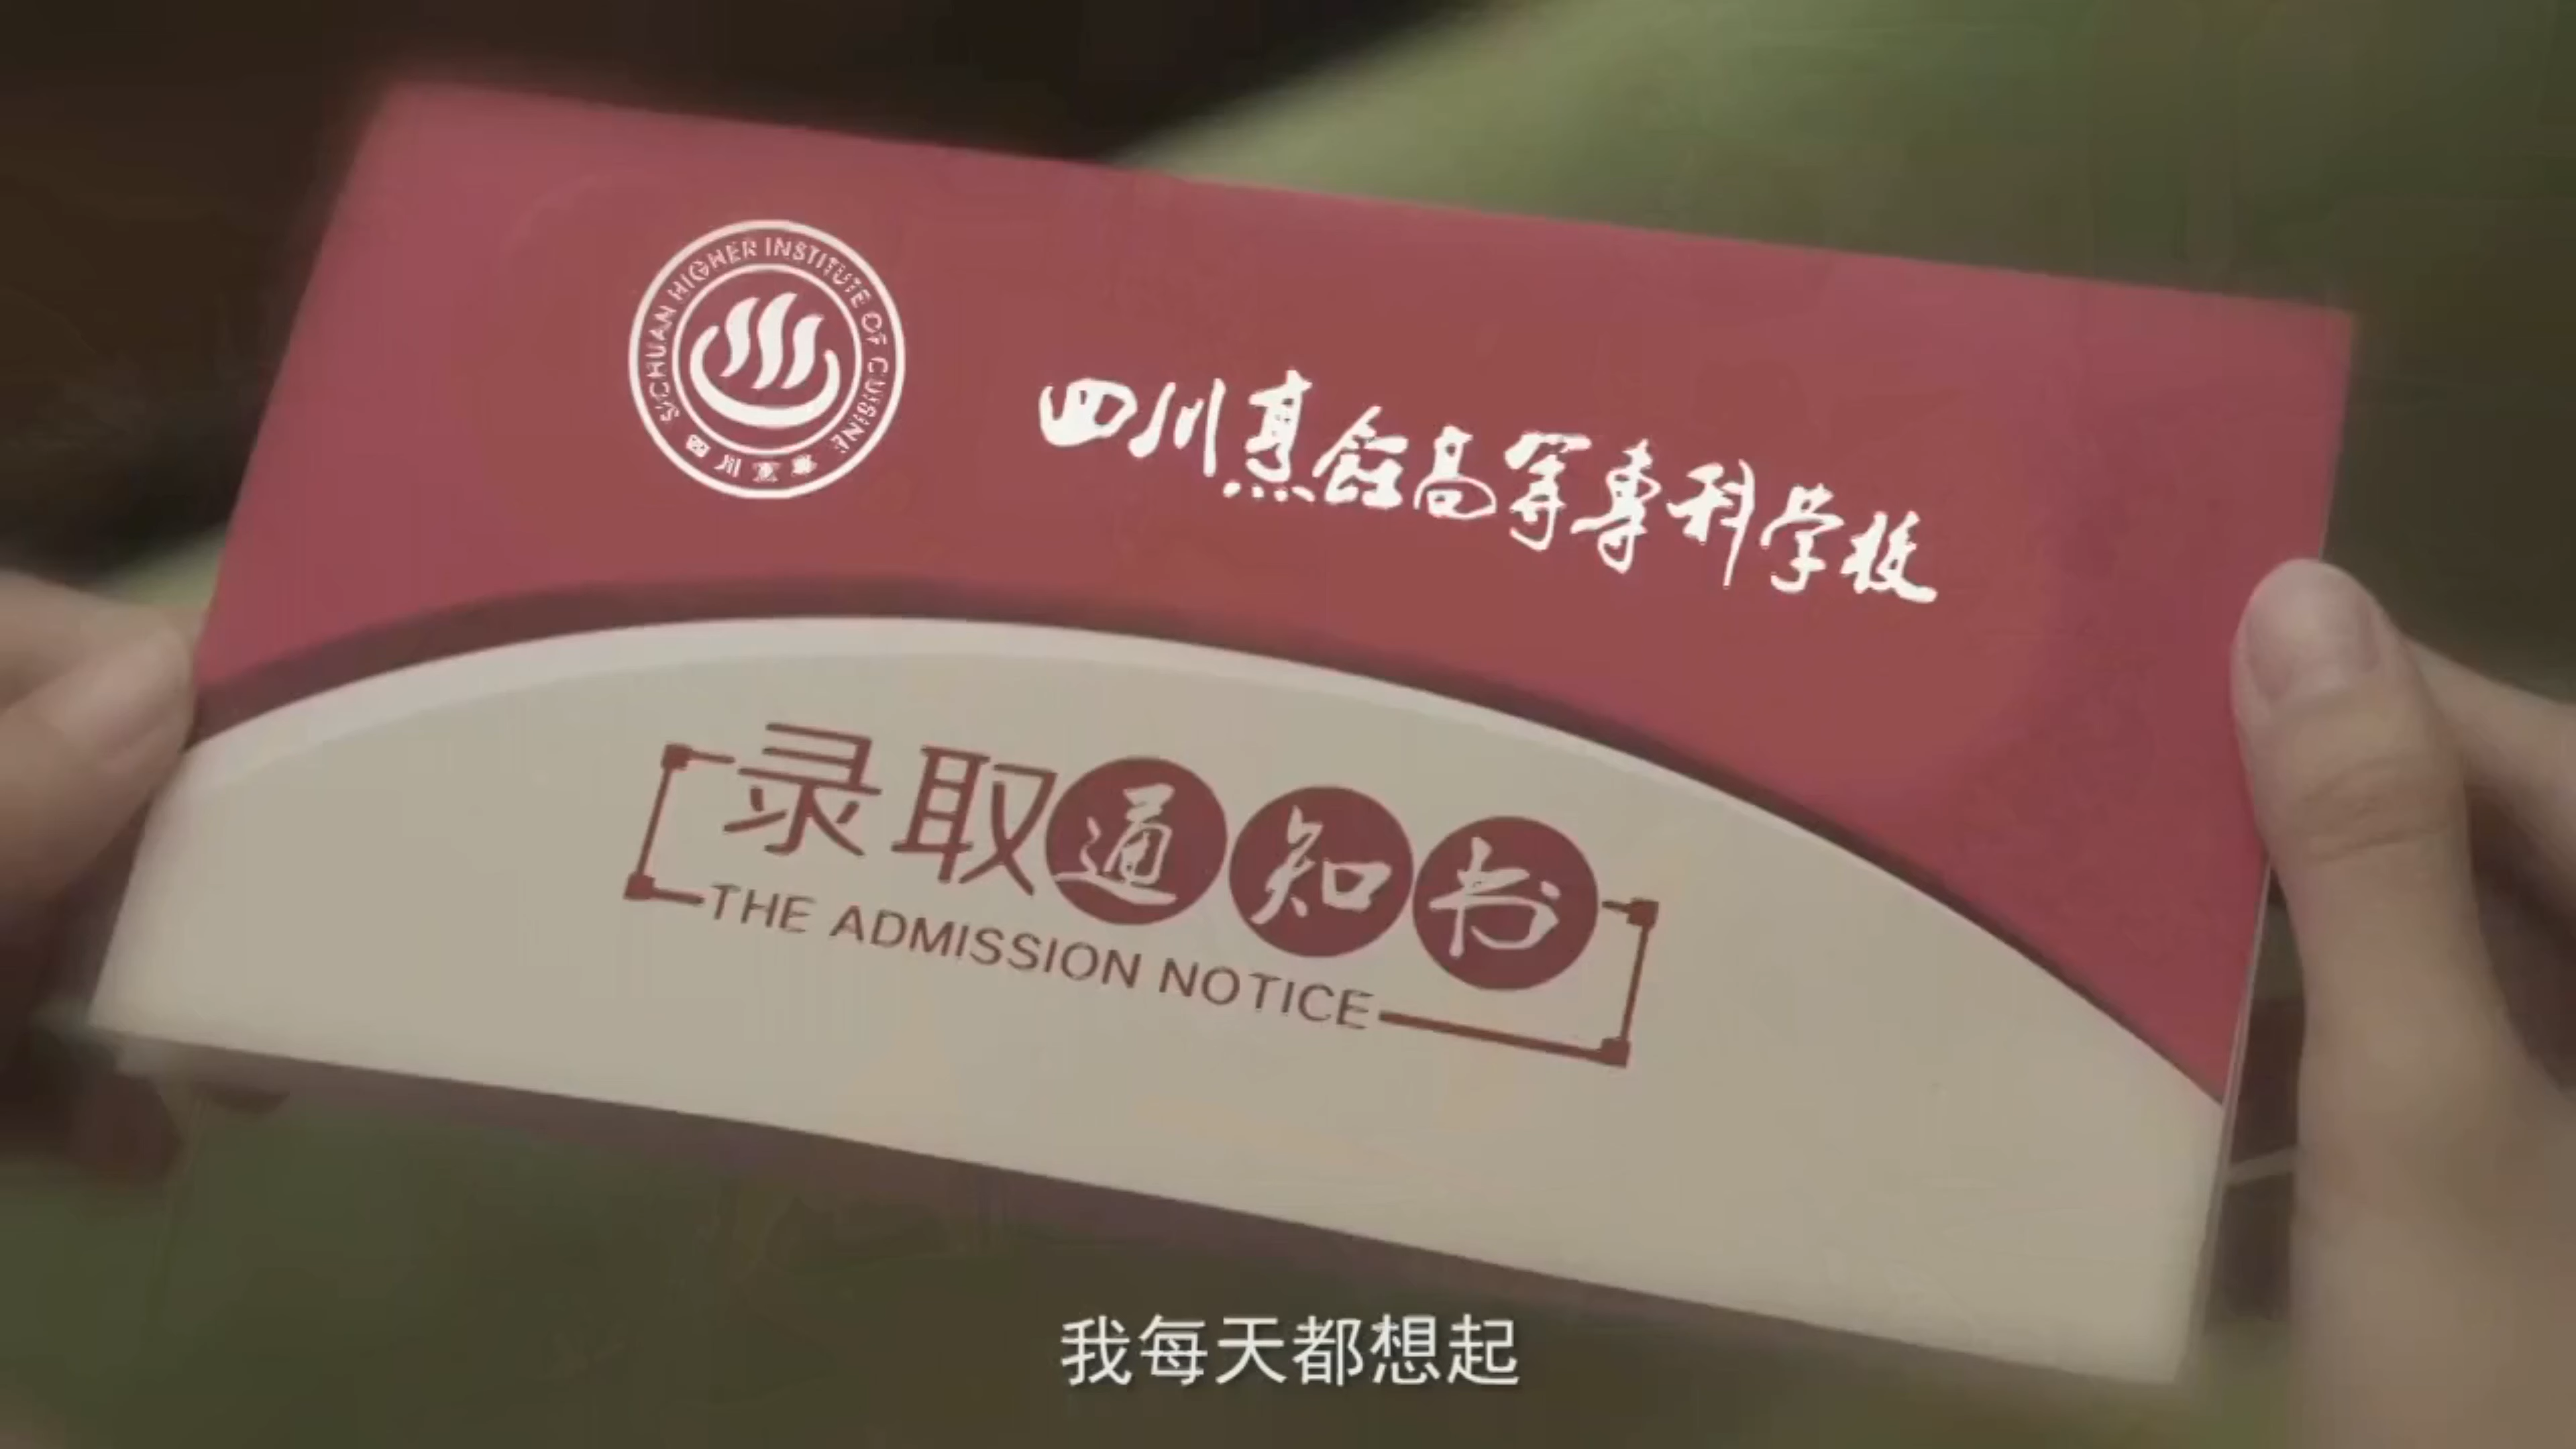 SICHUAN HIGHER INSTITUTE OF CUISINE
四川烹专
四川烹饪高等專科学校
录取通知书
THE ADMISSION NOTICE
我每天都想起